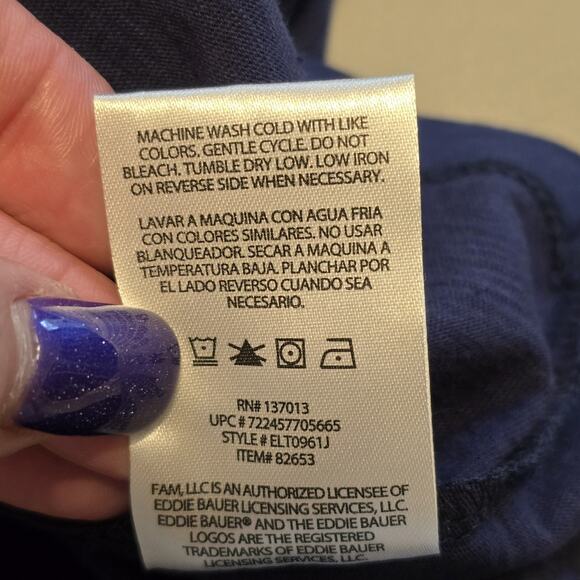 MACHINE WASH COLD WITH LIKE
COLORS. GENTLE CYCLE. DO NOT
BLEACH. TUMBLE DRY LOW. LOW IRON
ON REVERSE SIDE WHEN NECESSARY.
LAVAR A MAQUINA CON AGUA FRIA
CON COLORES SIMILARES. NO USAR
BLANQUEADOR. SECAR A MAQUINA A
TEMPERATURA BAJA. PLANCHAR POR
EL LADO REVERSO CUANDO SEA
NECESARIO.
RN# 137013
UPC # 722457705665
STYLE # ELT0961J
ITEM# 82653
FAM, LLC IS AN AUTHORIZED LICENSEE OF
EDDIE BAUER LICENSING SERVICES, LLC.
EDDIE BAUER® AND THE EDDIE BAUER
LOGOS ARE THE REGISTERED
TRADEMARKS OF EDDIE BAUER
LICENSING SERVICES, LLC.